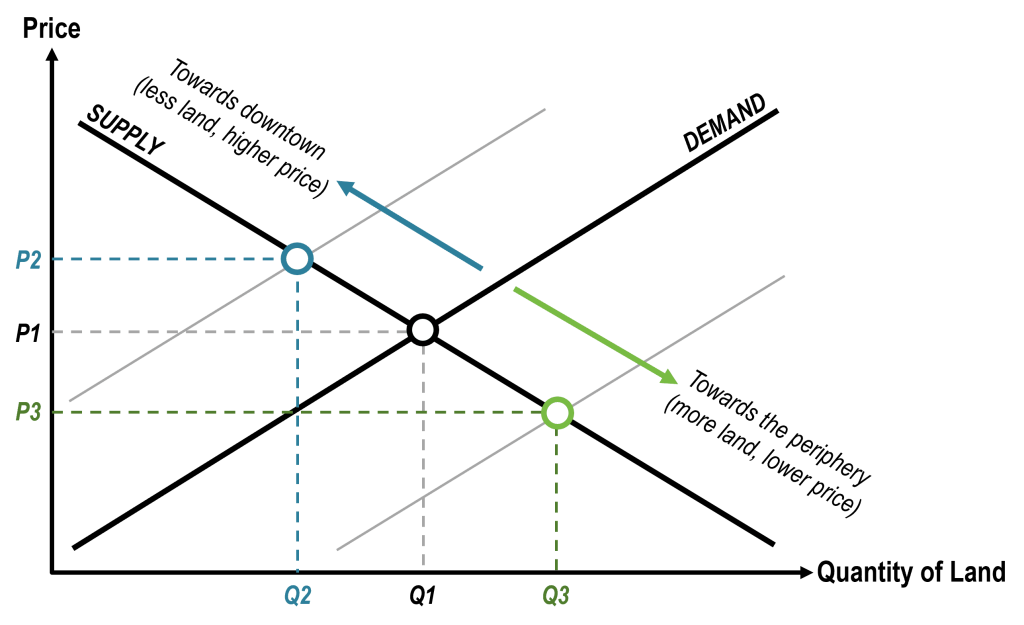 Price
Towards downtown
(less land, higher price)
SUPPLY
DEMAND
P2
P1
P3
Towards the periphery
(more land, lower price)
Quantity of Land
Q2
Q1
Q3